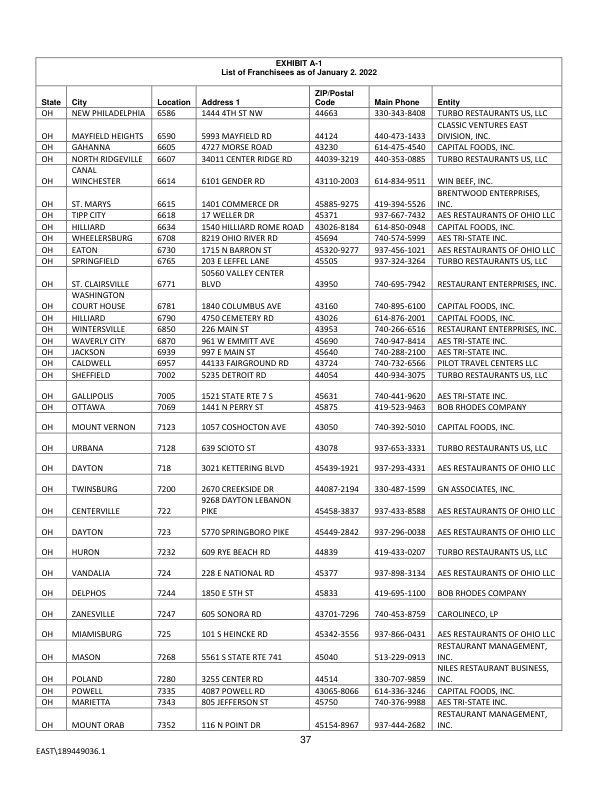 EXHIBIT A-1
List of Franchisees as of January 2. 2022
State City Location Address 1 ZIP/Postal Code Main Phone Entity
OH NEW PHILADELPHIA 6586 1444 4TH ST NW 44663 330-343-8408 TURBO RESTAURANTS US, LLC
OH MAYFIELD HEIGHTS 6590 5993 MAYFIELD RD 44124 440-473-1433 CLASSIC VENTURES EAST DIVISION, INC.
OH GAHANNA 6605 4727 MORSE ROAD 43230 614-475-4540 CAPITAL FOODS, INC.
OH NORTH RIDGEVILLE 6607 34011 CENTER RIDGE RD 44039-3219 440-353-0885 TURBO RESTAURANTS US, LLC
OH CANAL WINCHESTER 6614 6101 GENDER RD 43110-2003 614-834-9511 WIN BEEF, INC.
OH ST. MARYS 6615 1401 COMMERCE DR 45885-9275 419-394-5526 BRENTWOOD ENTERPRISES, INC.
OH TIPP CITY 6618 17 WELLER DR 45371 937-667-7432 AES RESTAURANTS OF OHIO LLC
OH HILLIARD 6634 1540 HILLIARD ROME ROAD 43026-8184 614-850-0948 CAPITAL FOODS, INC.
OH WHEELERSBURG 6708 8219 OHIO RIVER RD 45694 740-574-5999 AES TRI-STATE INC.
OH EATON 6730 1715 N BARRON ST 45320-9277 937-456-1021 AES RESTAURANTS OF OHIO LLC
OH SPRINGFIELD 6765 203 E LEFFEL LANE 45505 937-324-3264 TURBO RESTAURANTS US, LLC
OH ST. CLAIRSVILLE 6771 50560 VALLEY CENTER BLVD 43950 740-695-7942 RESTAURANT ENTERPRISES, INC.
OH WASHINGTON COURT HOUSE 6781 1840 COLUMBUS AVE 43160 740-895-6100 CAPITAL FOODS, INC.
OH HILLIARD 6790 4750 CEMETERY RD 43026 614-876-2001 CAPITAL FOODS, INC.
OH WINTERSVILLE 6850 226 MAIN ST 43953 740-266-6516 RESTAURANT ENTERPRISES, INC.
OH WAVERLY CITY 6870 961 W EMMITT AVE 45690 740-947-8414 AES TRI-STATE INC.
OH JACKSON 6939 997 E MAIN ST 45640 740-288-2100 AES TRI-STATE INC.
OH CALDWELL 6957 44133 FAIRGROUND RD 43724 740-732-6566 PILOT TRAVEL CENTERS LLC
OH SHEFFIELD 7002 5235 DETROIT RD 44054 440-934-3075 TURBO RESTAURANTS US, LLC
OH GALLIPOLIS 7005 1521 STATE RTE 7 S 45631 740-441-9620 AES TRI-STATE INC.
OH OTTAWA 7069 1441 N PERRY ST 45875 419-523-9463 BOB RHODES COMPANY
OH MOUNT VERNON 7123 1057 COSHOCTON AVE 43050 740-392-5010 CAPITAL FOODS, INC.
OH URBANA 7128 639 SCIOTO ST 43078 937-653-3331 TURBO RESTAURANTS US, LLC
OH DAYTON 718 3021 KETTERING BLVD 45439-1921 937-293-4331 AES RESTAURANTS OF OHIO LLC
OH TWINSBURG 7200 2670 CREEKSIDE DR 44087-2194 330-487-1599 GN ASSOCIATES, INC.
OH CENTERVILLE 722 9268 DAYTON LEBANON PIKE 45458-3837 937-433-8588 AES RESTAURANTS OF OHIO LLC
OH DAYTON 723 5770 SPRINGBORO PIKE 45449-2842 937-296-0038 AES RESTAURANTS OF OHIO LLC
OH HURON 7232 609 RYE BEACH RD 44839 419-433-0207 TURBO RESTAURANTS US, LLC
OH VANDALIA 724 228 E NATIONAL RD 45377 937-898-3134 AES RESTAURANTS OF OHIO LLC
OH DELPHOS 7244 1850 E 5TH ST 45833 419-695-1100 BOB RHODES COMPANY
OH ZANESVILLE 7247 605 SONORA RD 43701-7296 740-453-8759 CAROLINECO, LP
OH MIAMISBURG 725 101 S HEINCKE RD 45342-3556 937-866-0431 AES RESTAURANTS OF OHIO LLC
OH MASON 7268 5561 S STATE RTE 741 45040 513-229-0913 RESTAURANT MANAGEMENT, INC.
OH POLAND 7280 3255 CENTER RD 44514 330-707-9859 NILES RESTAURANT BUSINESS, INC.
OH POWELL 7335 4087 POWELL RD 43065-8066 614-336-3246 CAPITAL FOODS, INC.
OH MARIETTA 7343 805 JEFFERSON ST 45750 740-376-9988 AES TRI-STATE INC.
OH MOUNT ORAB 7352 116 N POINT DR 45154-8967 937-444-2682 RESTAURANT MANAGEMENT, INC.
37
EAST\189449036.1